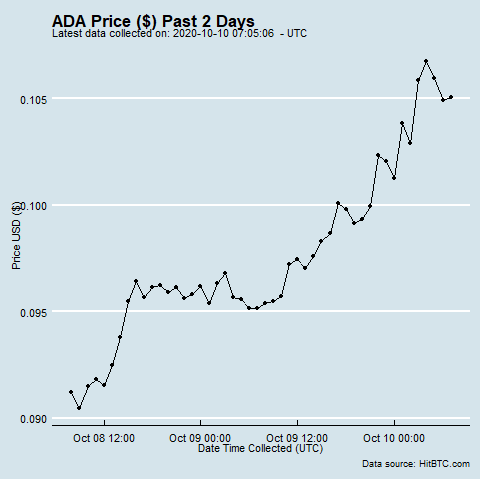 ADA Price ($) Past 2 Days
Latest data collected on: 2020-10-10 07:05:06 - UTC
Price USD ($)
0.105
0.100
0.095
0.090
Oct 08 12:00
Oct 09 00:00
Oct 09 12:00
Oct 10 00:00
Date Time Collected (UTC)
Data source: HitBTC.com